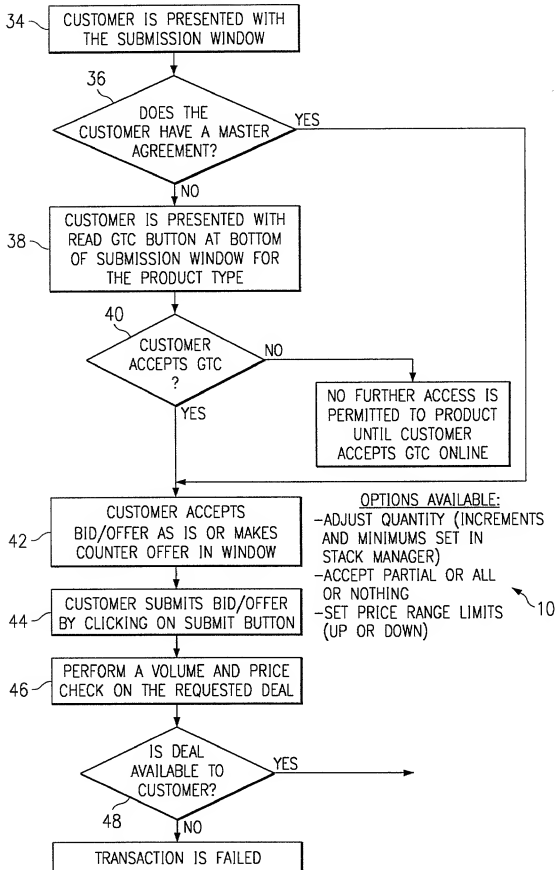 34
CUSTOMER IS PRESENTED WITH
THE SUBMISSION WINDOW
36
DOES THE
CUSTOMER HAVE A MASTER
AGREEMENT?
YES
NO
38
CUSTOMER IS PRESENTED WITH
READ GTC BUTTON AT BOTTOM
OF SUBMISSION WINDOW FOR
THE PRODUCT TYPE
40
CUSTOMER
ACCEPTS GTC
?
NO
YES
NO FURTHER ACCESS IS
PERMITTED TO PRODUCT
UNTIL CUSTOMER
ACCEPTS GTC ONLINE
42
CUSTOMER ACCEPTS
BID/OFFER AS IS OR MAKES
COUNTER OFFER IN WINDOW
OPTIONS AVAILABLE:
-ADJUST QUANTITY (INCREMENTS
AND MINIMUMS SET IN
STACK MANAGER)
-ACCEPT PARTIAL OR ALL
OR NOTHING
-SET PRICE RANGE LIMITS
(UP OR DOWN)
10
44
CUSTOMER SUBMITS BID/OFFER
BY CLICKING ON SUBMIT BUTTON
46
PERFORM A VOLUME AND PRICE
CHECK ON THE REQUESTED DEAL
IS DEAL
AVAILABLE TO
CUSTOMER?
YES
48
NO
TRANSACTION IS FAILED